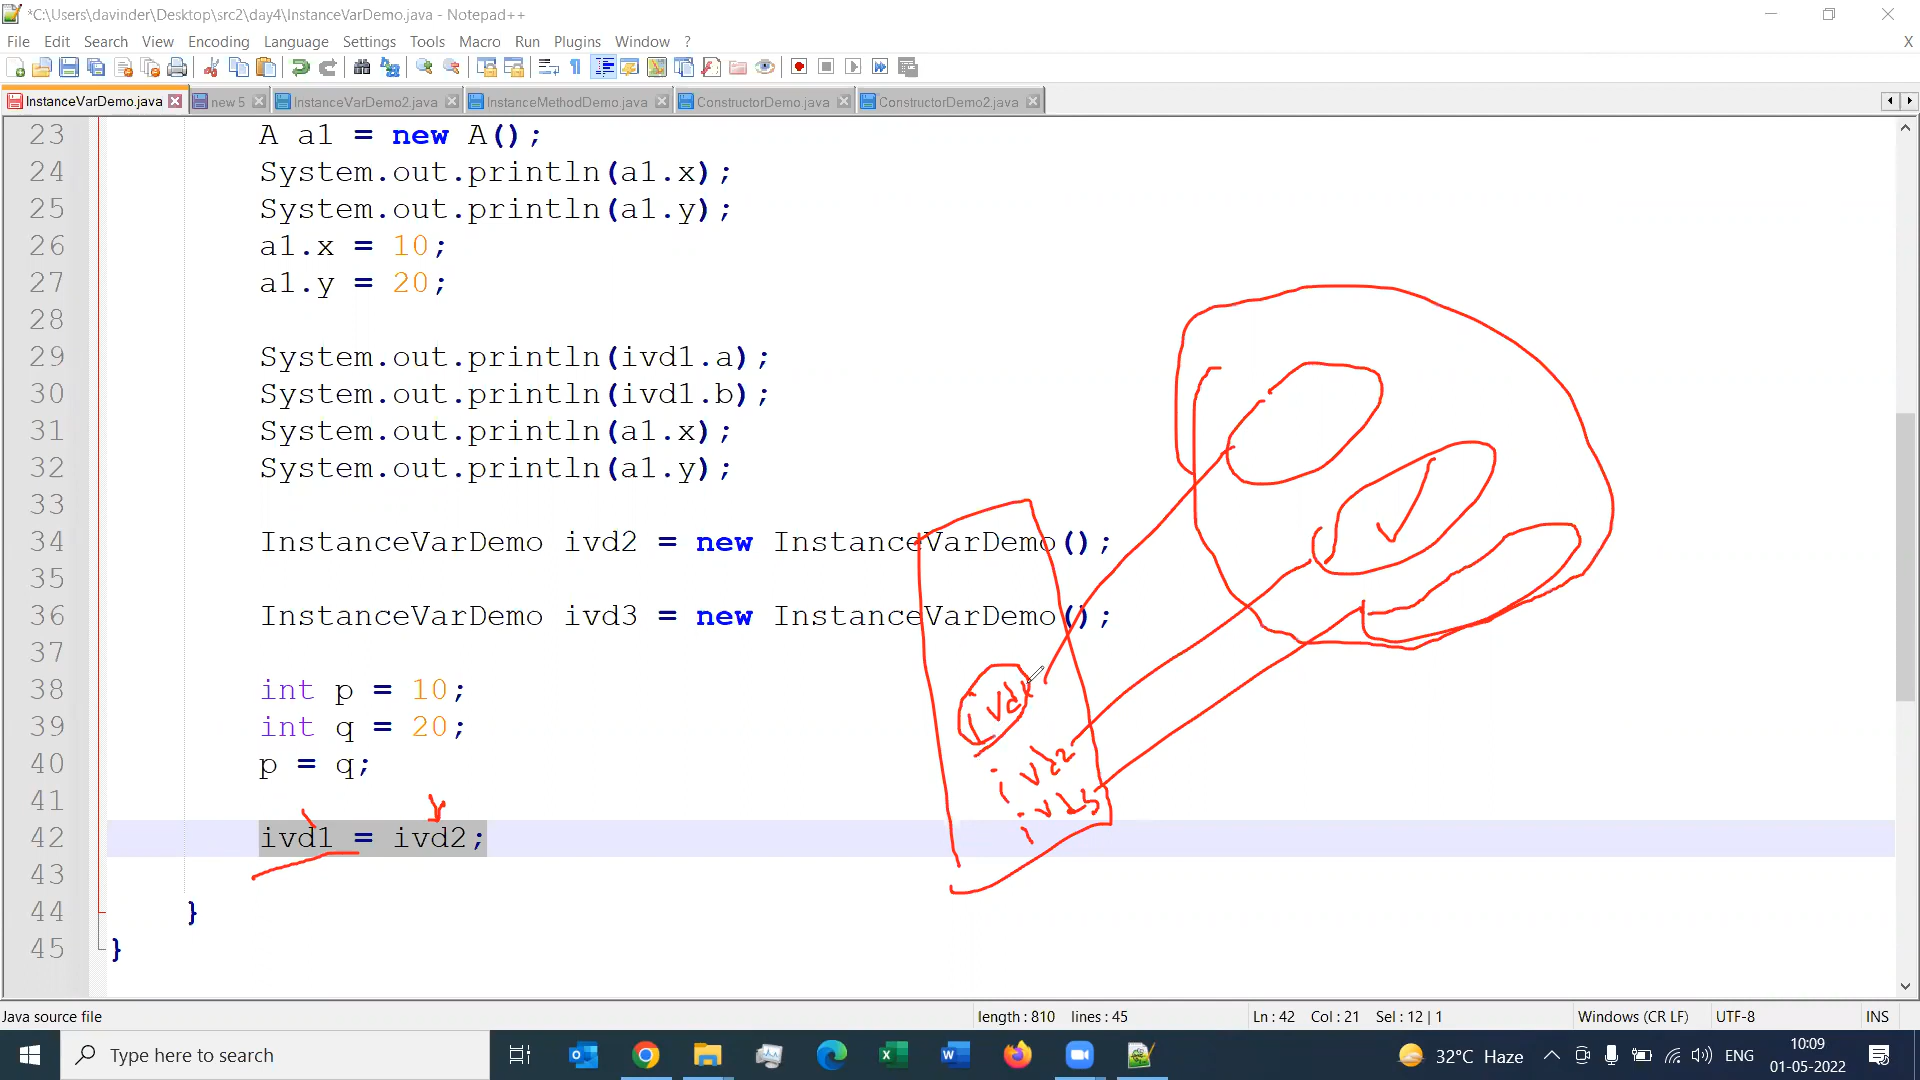 *C:\Users\davinder\Desktop\src2\day4\InstanceVarDemo.java - Notepad++
File Edit Search View Encoding Language Settings Tools Macro Run Plugins Window ? X
InstanceVarDemo.java new 5 InstanceVarDemo2.java InstanceMethodDemo.java ConstructorDemo.java ConstructorDemo2.java
23 A a1 = new A();
24 System.out.println(a1.x);
25 System.out.println(a1.y);
26 a1.x = 10;
27 a1.y = 20;
28
29 System.out.println(ivd1.a);
30 System.out.println(ivd1.b);
31 System.out.println(a1.x);
32 System.out.println(a1.y);
33
34 InstanceVarDemo ivd2 = new InstanceVarDemo();
35
36 InstanceVarDemo ivd3 = new InstanceVarDemo();
37
38 int p = 10;
39 int q = 20;
40 p = q;
41
42 ivd1 = ivd2;
43
44 }
45 }
ivd2
Java source file length : 810 lines : 45 Ln : 42 Col : 21 Sel : 12 | 1 Windows (CR LF) UTF-8 INS
Type here to search 32°C Haze ENG 10:09
01-05-2022